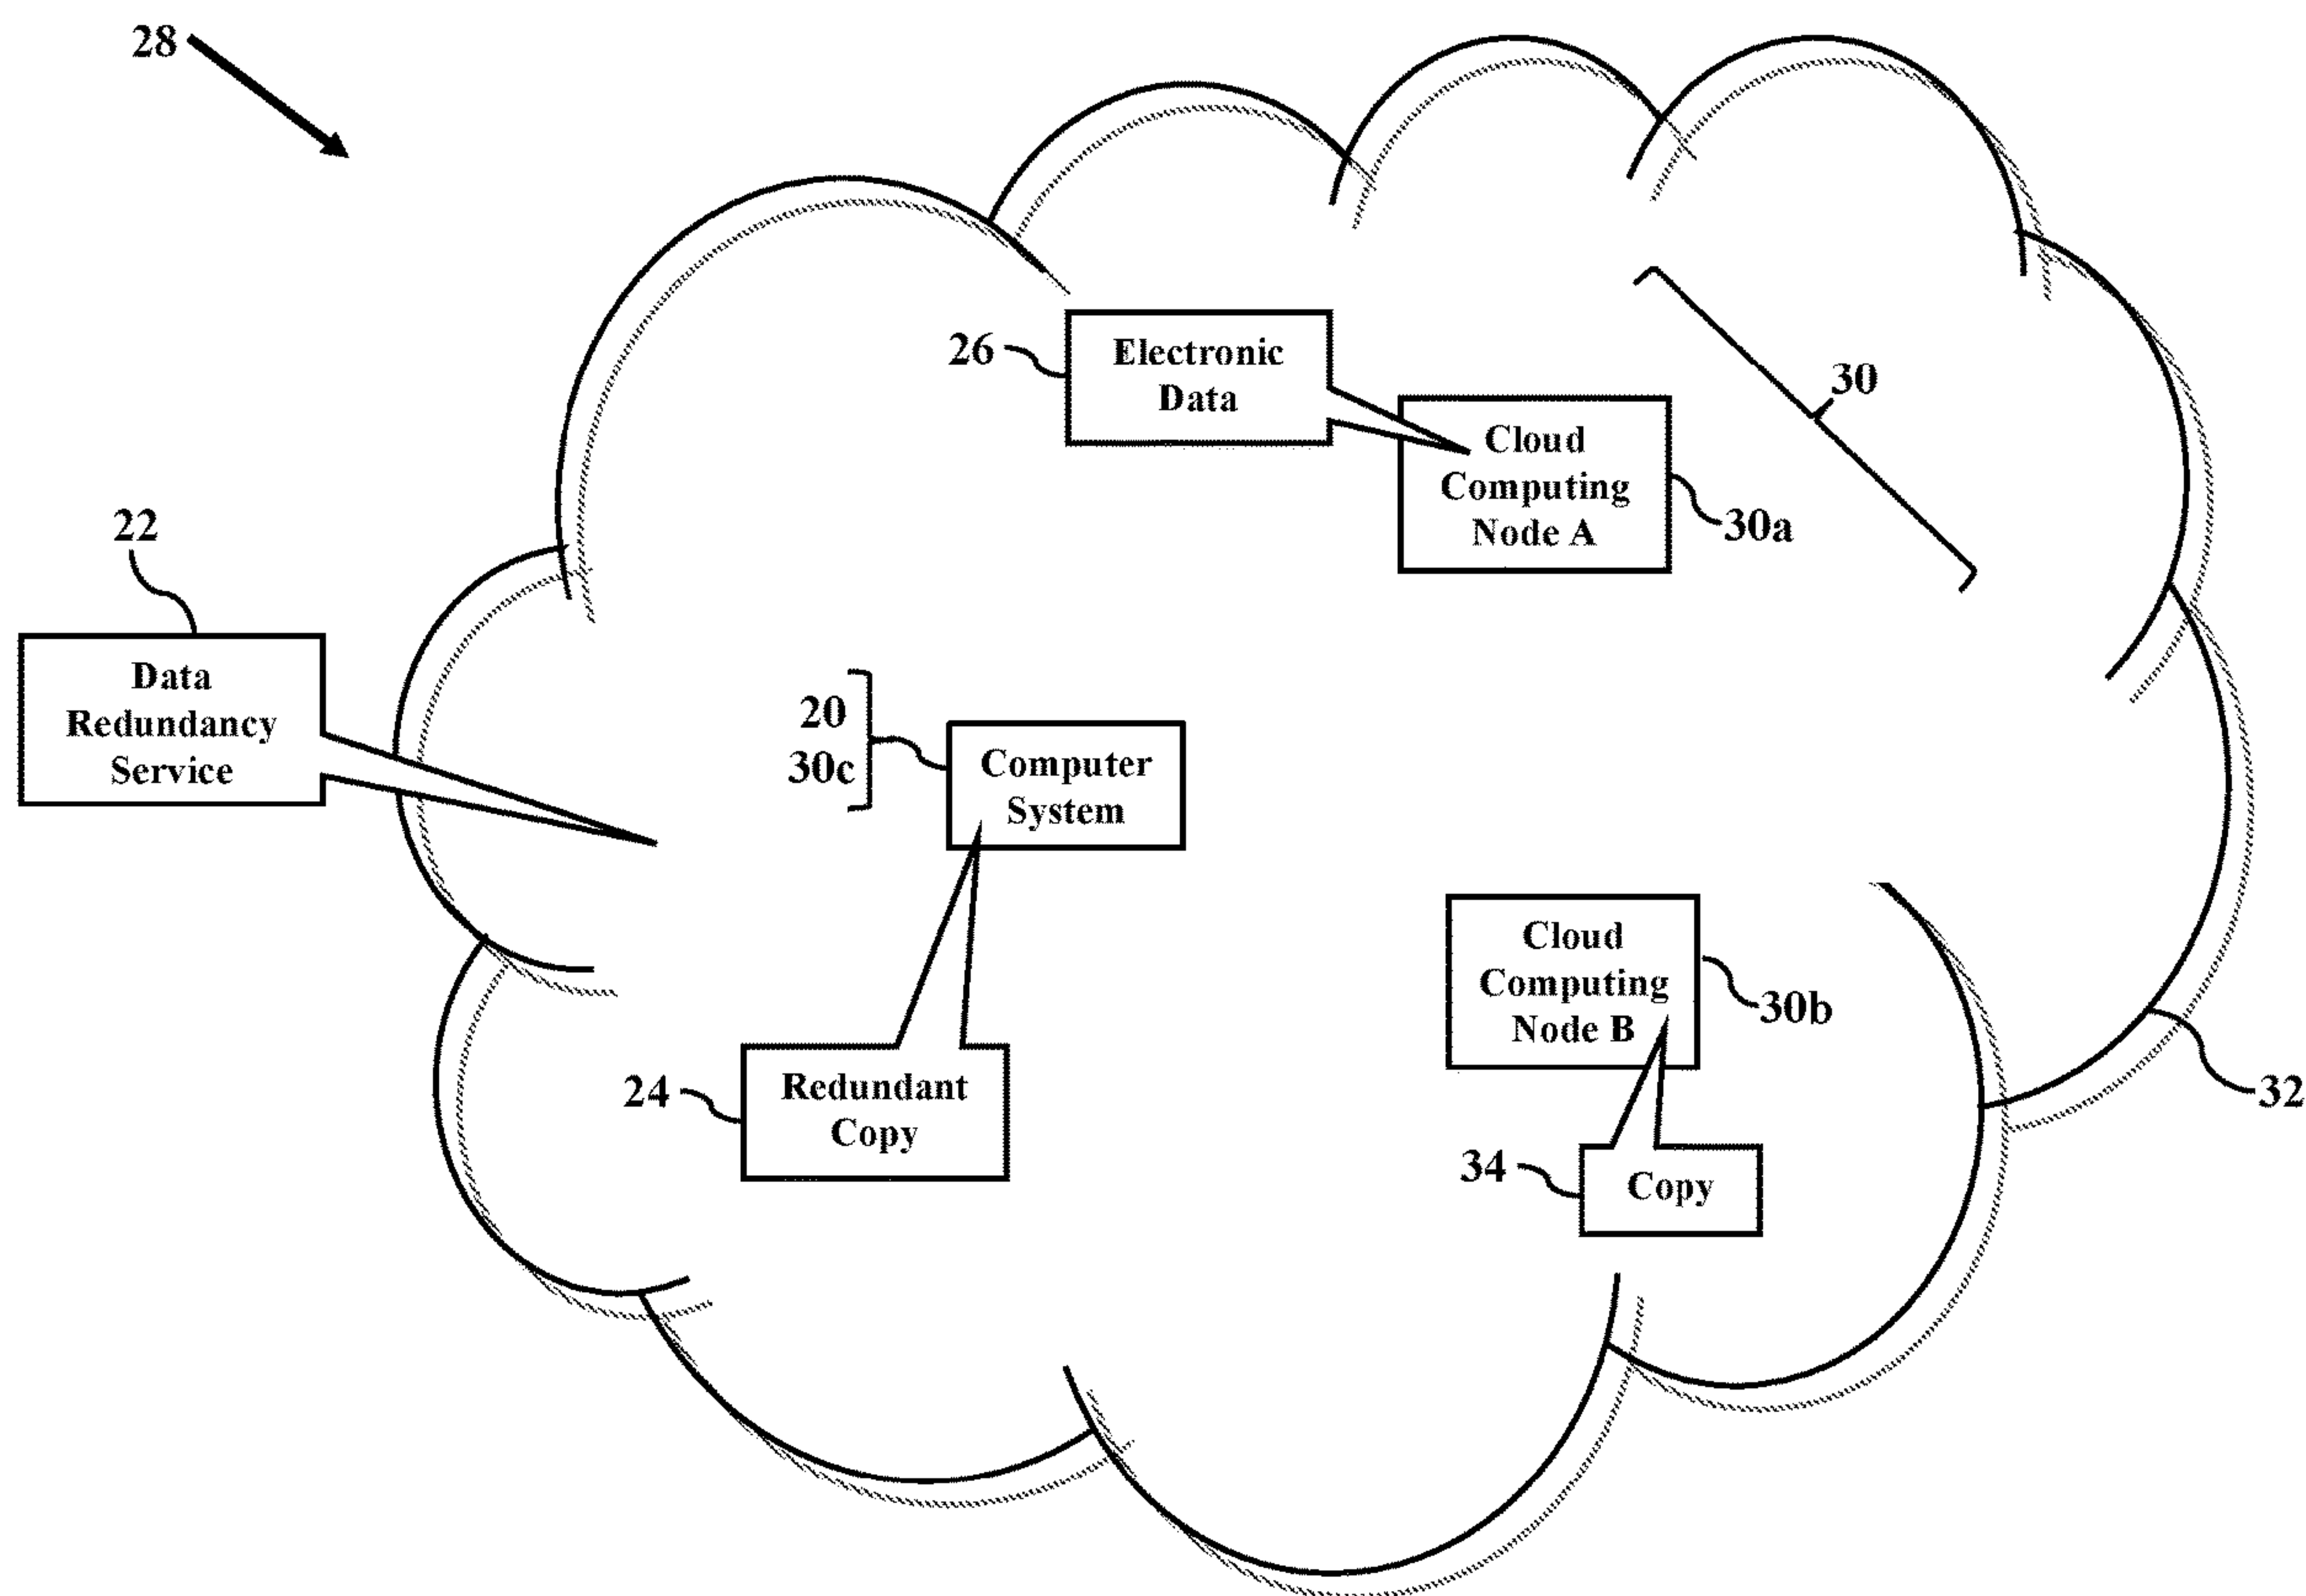 28
26
Electronic
Data
30
Cloud
Computing
Node A
30a
22
Data
Redundancy
Service
20
30c
Computer
System
Cloud
Computing
Node B
30b
24
Redundant
Copy
34
Copy
32